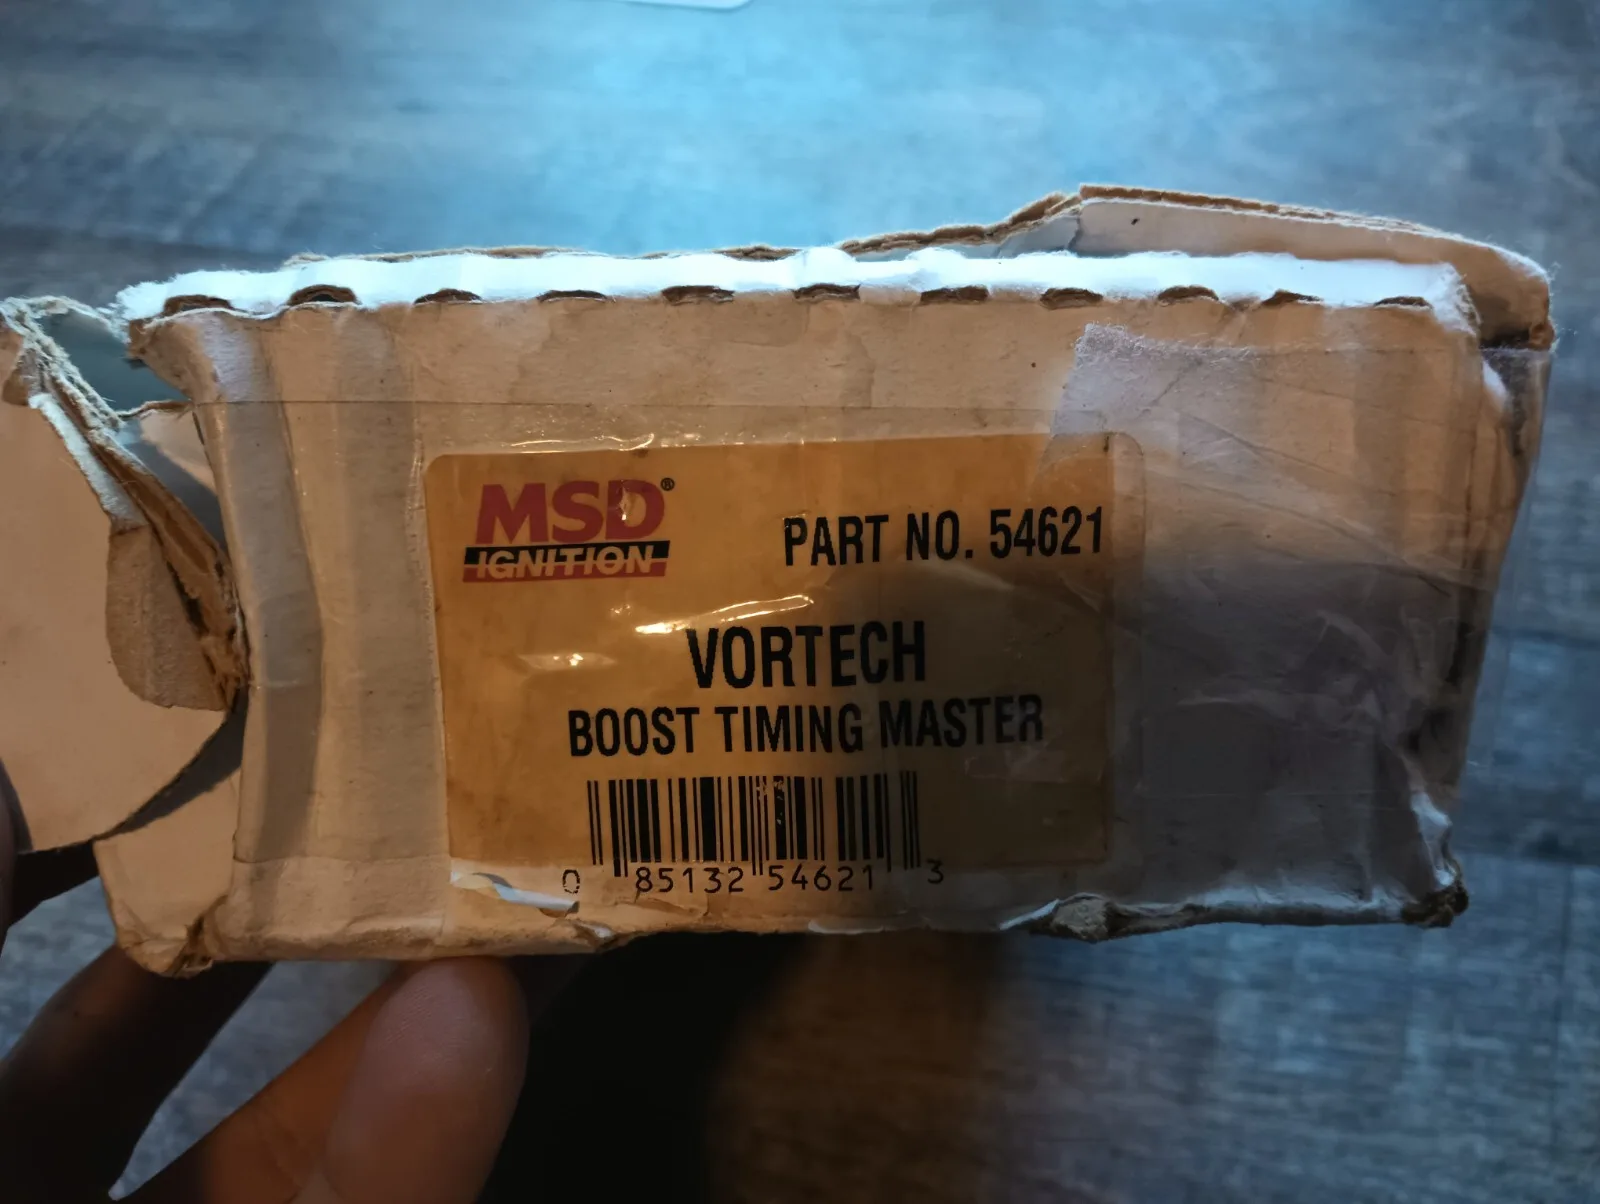 MSD®
IGNITION
PART NO. 54621
VORTECH
BOOST TIMING MASTER
0 85132 54621 3